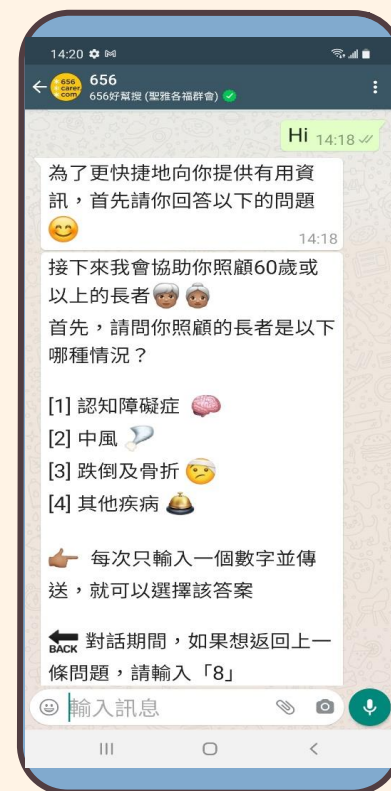 14:20
656
carer.
com
656
656好幫搜 (聖雅各福群會)
Hi 14:18
為了更快捷地向你提供有用資
訊，首先請你回答以下的問題
14:18
接下來我會協助你照顧60歲或
以上的長者
首先，請問你照顧的長者是以下
哪種情況？
[1] 認知障礙症
[2] 中風
[3] 跌倒及骨折
[4] 其他疾病
每次只輸入一個數字並傳
送，就可以選擇該答案
BACK 對話期間，如果想返回上一
條問題，請輸入「8」
輸入訊息